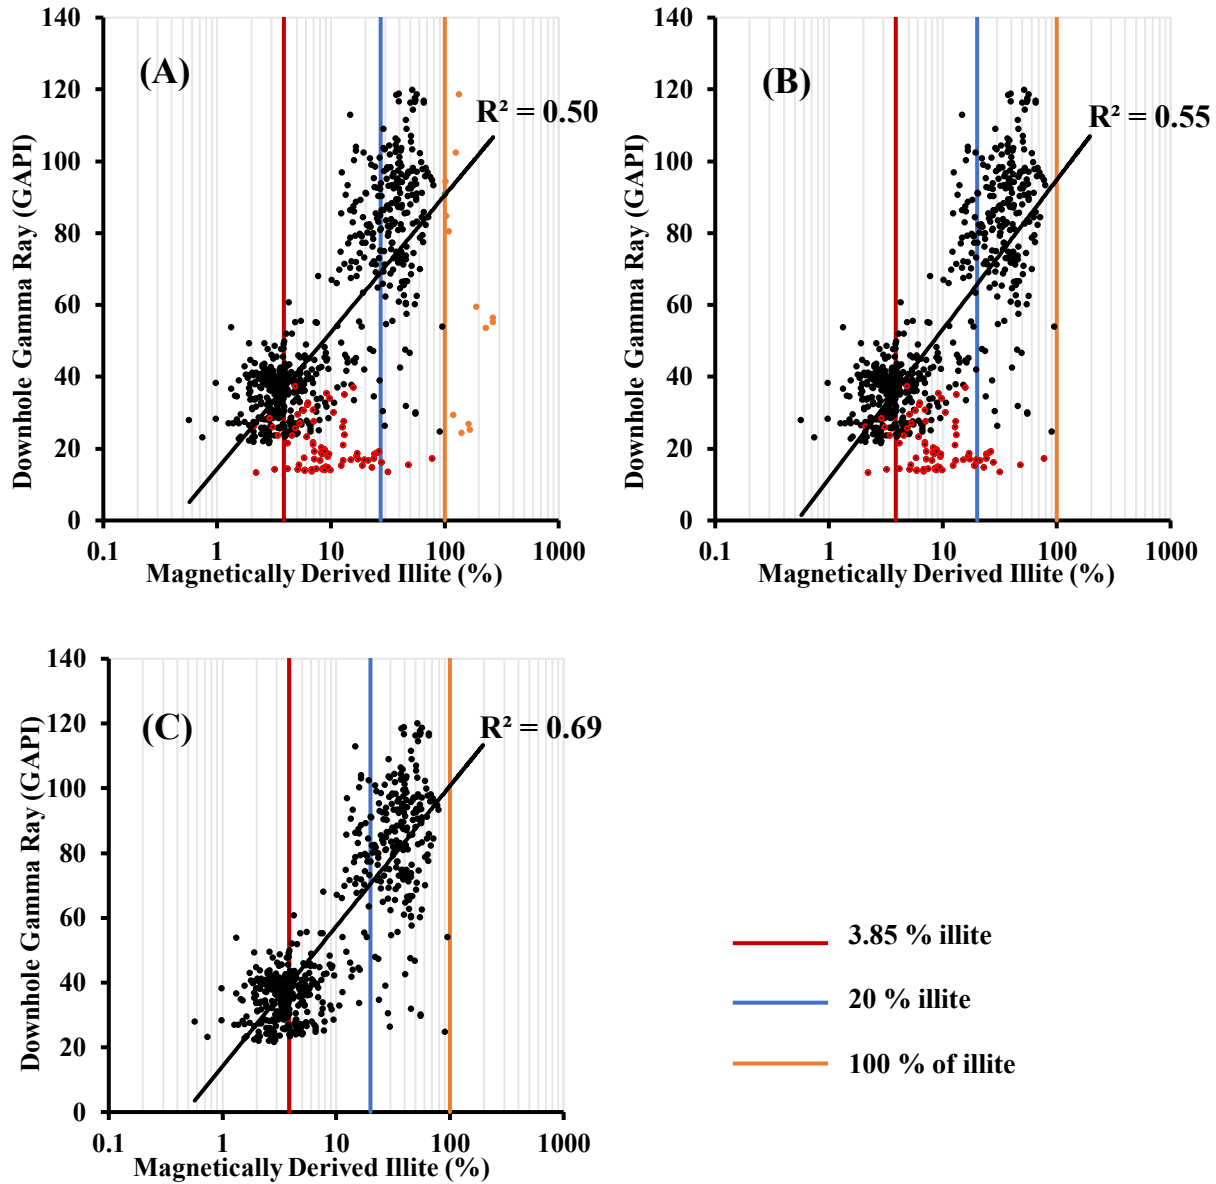 (A)
R² = 0.50
Downhole Gamma Ray (GAPI)
140
120
100
80
60
40
20
0
0.1 1 10 100 1000
Magnetically Derived Illite (%)
(B)
R² = 0.55
Downhole Gamma Ray (GAPI)
140
120
100
80
60
40
20
0
0.1 1 10 100 1000
Magnetically Derived Illite (%)
(C)
R² = 0.69
Downhole Gamma Ray (GAPI)
140
120
100
80
60
40
20
0
0.1 1 10 100 1000
Magnetically Derived Illite (%)
3.85 % illite
20 % illite
100 % of illite